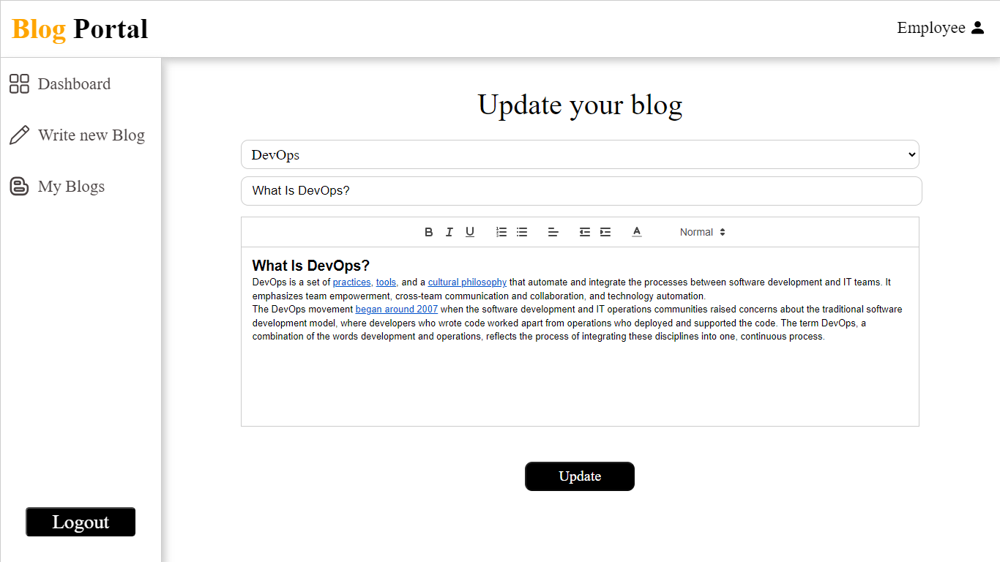 Blog Portal
Employee
Dashboard
Write new Blog
My Blogs
Logout
Update your blog
DevOps
What Is DevOps?
B I U A Normal
What Is DevOps?
DevOps is a set of practices, tools, and a cultural philosophy that automate and integrate the processes between software development and IT teams. It
emphasizes team empowerment, cross-team communication and collaboration, and technology automation.
The DevOps movement began around 2007 when the software development and IT operations communities raised concerns about the traditional software
development model, where developers who wrote code worked apart from operations who deployed and supported the code. The term DevOps, a
combination of the words development and operations, reflects the process of integrating these disciplines into one, continuous process.
Update